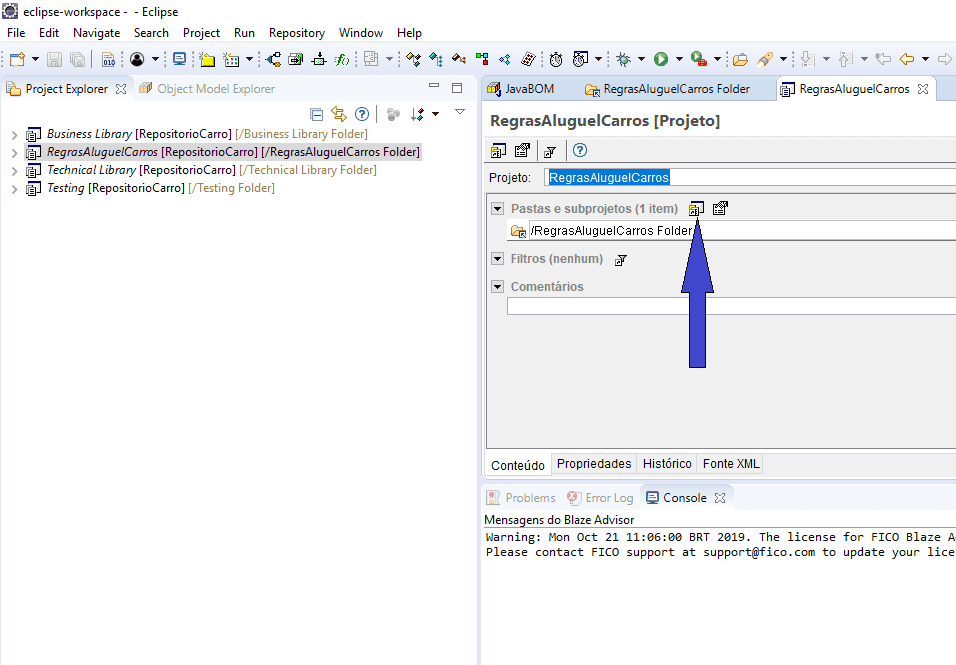 eclipse-workspace - - Eclipse
File Edit Navigate Search Project Run Repository Window Help
010
Project Explorer Object Model Explorer
Business Library [RepositorioCarro] [/Business Library Folder]
RegrasAluguelCarros [RepositorioCarro] [/RegrasAluguelCarros Folder]
Technical Library [RepositorioCarro] [/Technical Library Folder]
Testing [RepositorioCarro] [/Testing Folder]
JavaBOM RegrasAluguelCarros Folder RegrasAluguelCarros
RegrasAluguelCarros [Projeto]
Projeto: RegrasAluguelCarros
Pastas e subprojetos (1 item)
/RegrasAluguelCarros Folder
Filtros (nenhum)
Comentários
Conteúdo Propriedades Histórico Fonte XML
Problems Error Log Console
Mensagens do Blaze Advisor
Warning: Mon Oct 21 11:06:00 BRT 2019. The license for FICO Blaze A
Please contact FICO support at support@fico.com to update your lice